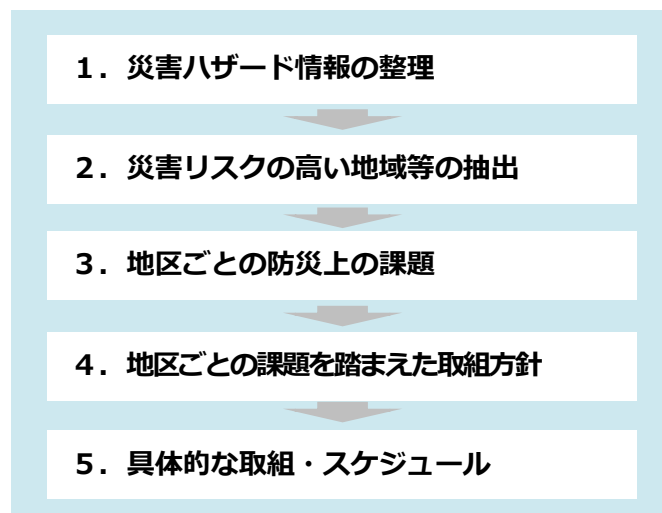 １．災害ハザード情報の整理
２．災害リスクの高い地域等の抽出
３．地区ごとの防災上の課題
４．地区ごとの課題を踏まえた取組方針
５．具体的な取組・スケジュール